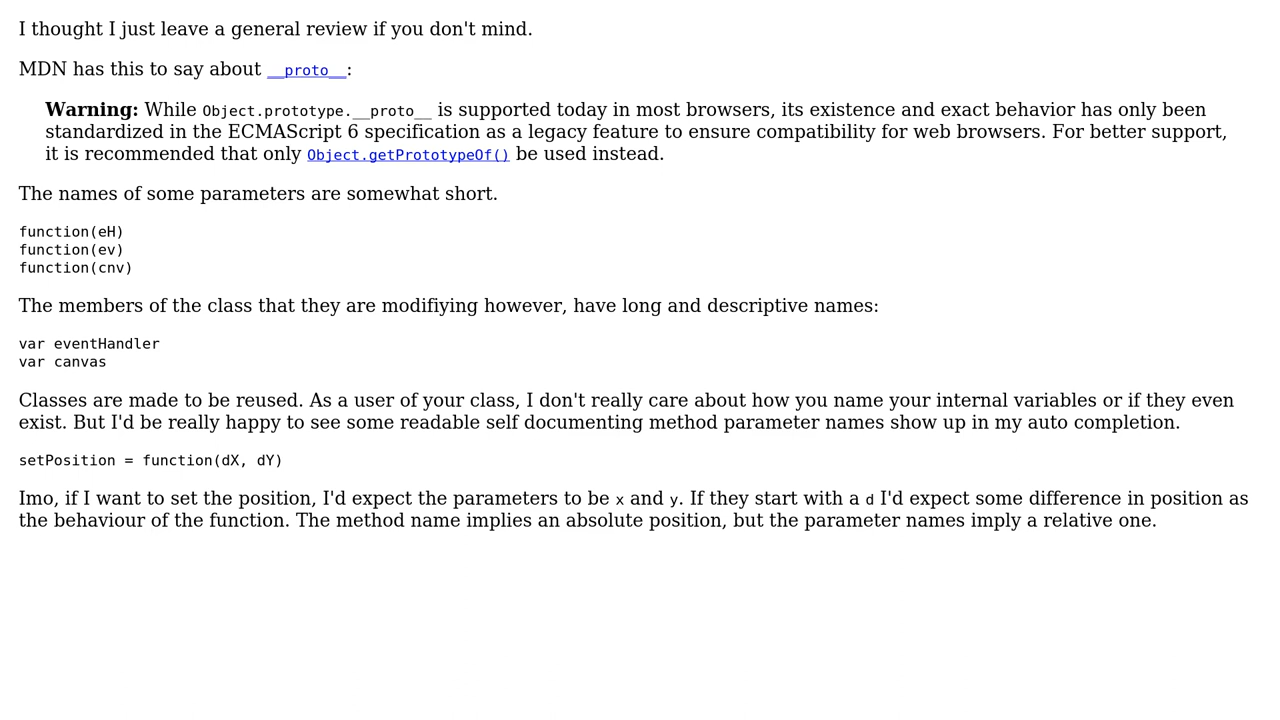 I thought I just leave a general review if you don't mind.
MDN has this to say about __proto__:
Warning: While Object.prototype.__proto__ is supported today in most browsers, its existence and exact behavior has only been
standardized in the ECMAScript 6 specification as a legacy feature to ensure compatibility for web browsers. For better support,
it is recommended that only Object.getPrototypeOf() be used instead.
The names of some parameters are somewhat short.
function(eH)
function(ev)
function(cnv)
The members of the class that they are modifiying however, have long and descriptive names:
var eventHandler
var canvas
Classes are made to be reused. As a user of your class, I don't really care about how you name your internal variables or if they even
exist. But I'd be really happy to see some readable self documenting method parameter names show up in my auto completion.
setPosition = function(dX, dY)
Imo, if I want to set the position, I'd expect the parameters to be x and y. If they start with a d I'd expect some difference in position as
the behaviour of the function. The method name implies an absolute position, but the parameter names imply a relative one.